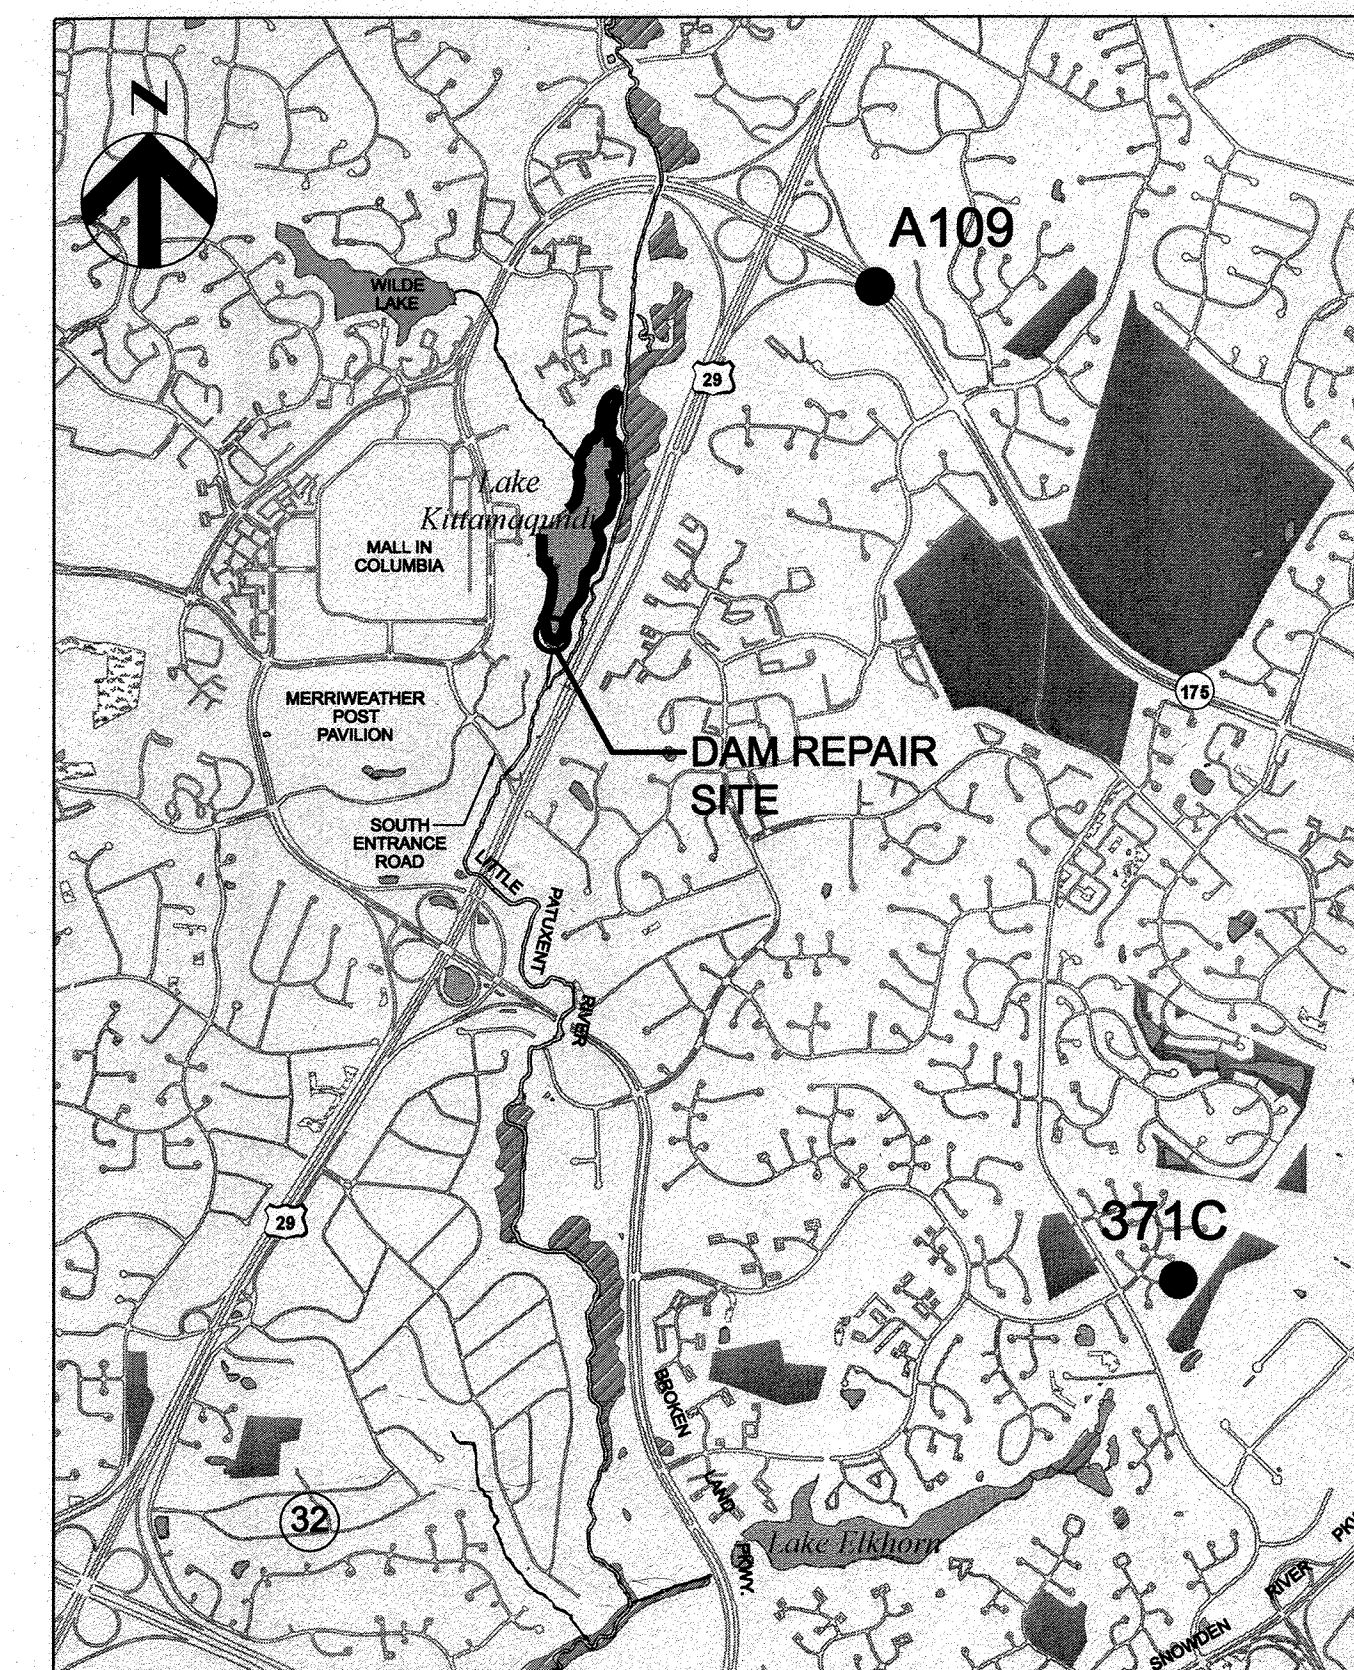 N
A109
WILDE
LAKE
29
Lake
Kittamaqundi
MALL IN
COLUMBIA
175
MERRIWEATHER
POST
PAVILION
DAM REPAIR
SITE
SOUTH
ENTRANCE
ROAD
LITTLE
PATUXENT
RIVER
371C
29
BROKEN
LAND
PKWY.
32
Lake Elkhorn
SNOWDEN
RIVER